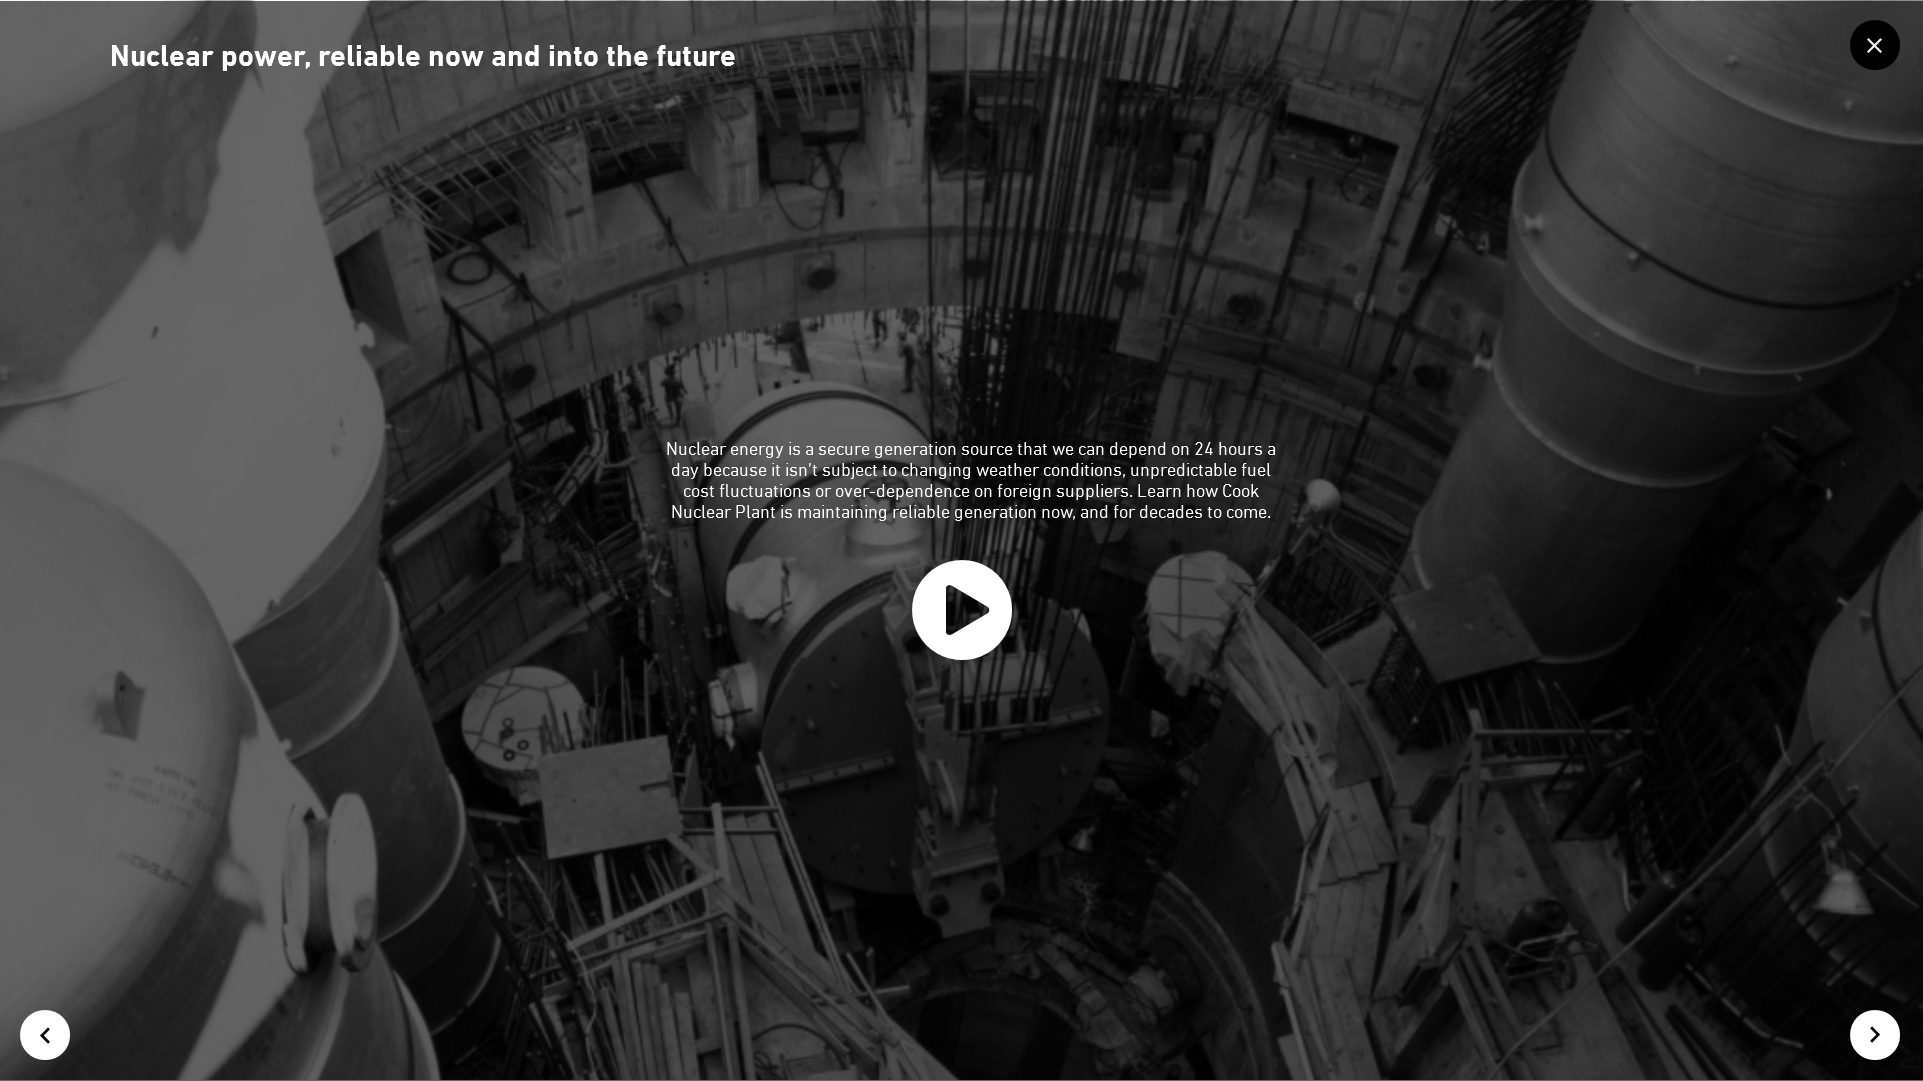 Nuclear power, reliable now and into the future
Nuclear energy is a secure generation source that we can depend on 24 hours a
day because it isn’t subject to changing weather conditions, unpredictable fuel
cost fluctuations or over-dependence on foreign suppliers. Learn how Cook
Nuclear Plant is maintaining reliable generation now, and for decades to come.